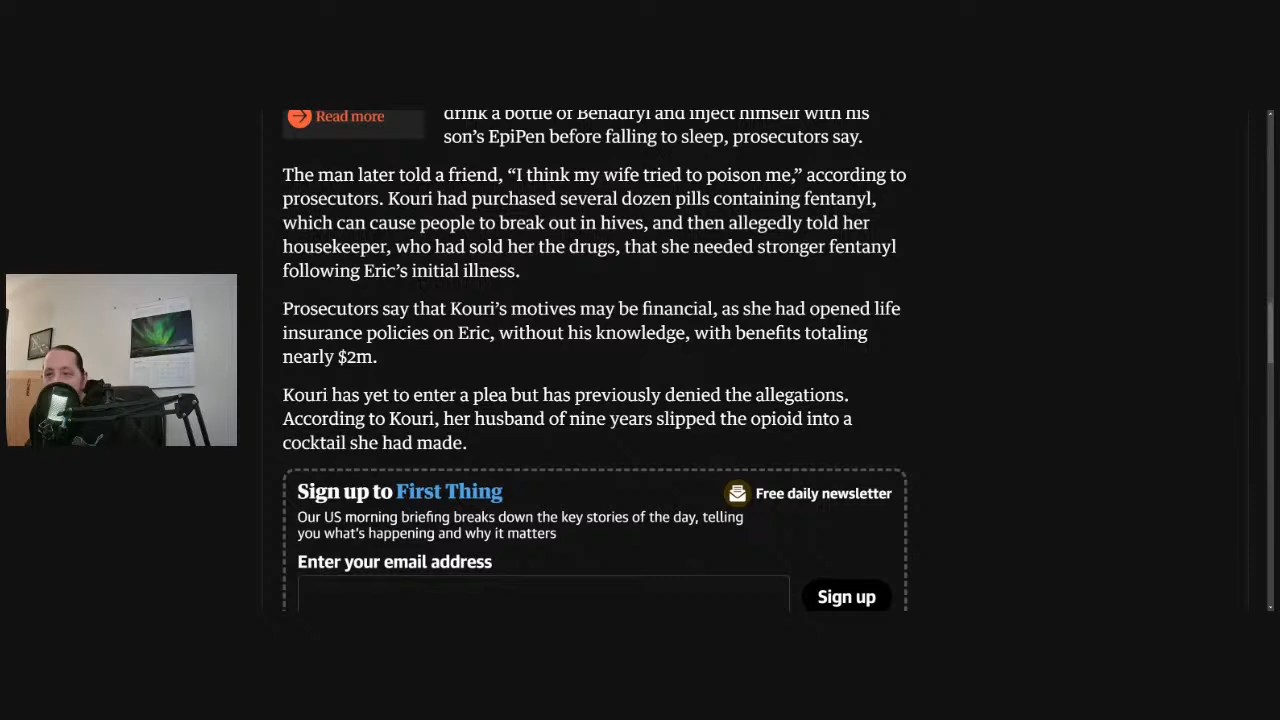 Read more
drink a bottle of Benadryl and inject himself with his
son's EpiPen before falling to sleep, prosecutors say.
The man later told a friend, “I think my wife tried to poison me,” according to
prosecutors. Kouri had purchased several dozen pills containing fentanyl,
which can cause people to break out in hives, and then allegedly told her
housekeeper, who had sold her the drugs, that she needed stronger fentanyl
following Eric's initial illness.
Prosecutors say that Kouri's motives may be financial, as she had opened life
insurance policies on Eric, without his knowledge, with benefits totaling
nearly $2m.
Kouri has yet to enter a plea but has previously denied the allegations.
According to Kouri, her husband of nine years slipped the opioid into a
cocktail she had made.
Sign up to First Thing
Free daily newsletter
Our US morning briefing breaks down the key stories of the day, telling
you what's happening and why it matters
Enter your email address
Sign up